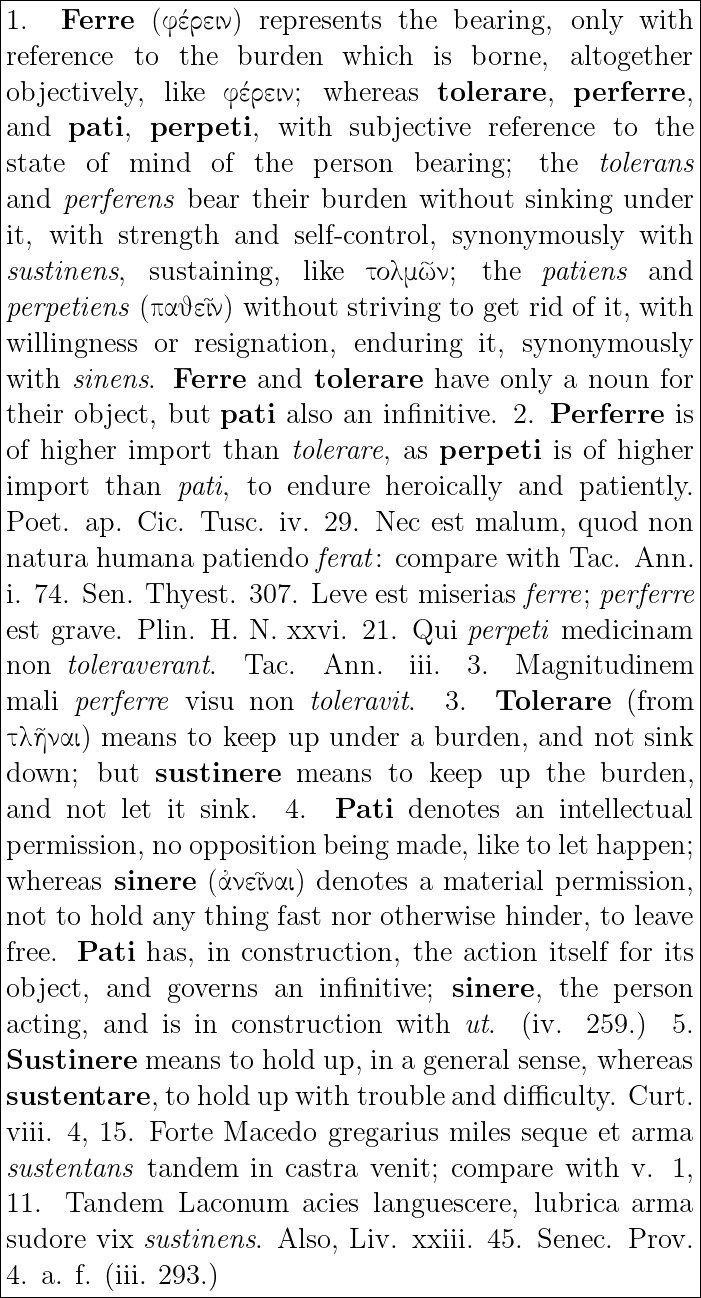 1. Ferre (φέρειν) represents the bearing, only with
reference to the burden which is borne, altogether
objectively, like φέρειν; whereas tolerare, perferre,
and pati, perpeti, with subjective reference to the
state of mind of the person bearing; the tolerans
and perferens bear their burden without sinking under
it, with strength and self-control, synonymously with
sustinens, sustaining, like τολμῶν; the patiens and
perpetiens (παθεῖν) without striving to get rid of it, with
willingness or resignation, enduring it, synonymously
with sinens. Ferre and tolerare have only a noun for
their object, but pati also an infinitive. 2. Perferre is
of higher import than tolerare, as perpeti is of higher
import than pati, to endure heroically and patiently.
Poet. ap. Cic. Tusc. iv. 29. Nec est malum, quod non
natura humana patiendo ferat: compare with Tac. Ann.
i. 74. Sen. Thyest. 307. Leve est miserias ferre; perferre
est grave. Plin. H. N. xxvi. 21. Qui perpeti medicinam
non toleraverant. Tac. Ann. iii. 3. Magnitudinem
mali perferre visu non toleravit. 3. Tolerare (from
τλῆναι) means to keep up under a burden, and not sink
down; but sustinere means to keep up the burden,
and not let it sink. 4. Pati denotes an intellectual
permission, no opposition being made, like to let happen;
whereas sinere (ἀνεῖναι) denotes a material permission,
not to hold any thing fast nor otherwise hinder, to leave
free. Pati has, in construction, the action itself for its
object, and governs an infinitive; sinere, the person
acting, and is in construction with ut. (iv. 259.) 5.
Sustinere means to hold up, in a general sense, whereas
sustentare, to hold up with trouble and difficulty. Curt.
viii. 4, 15. Forte Macedo gregarius miles seque et arma
sustentans tandem in castra venit; compare with v. 1,
11. Tandem Laconum acies languescere, lubrica arma
sudore vix sustinens. Also, Liv. xxiii. 45. Senec. Prov.
4. a. f. (iii. 293.)